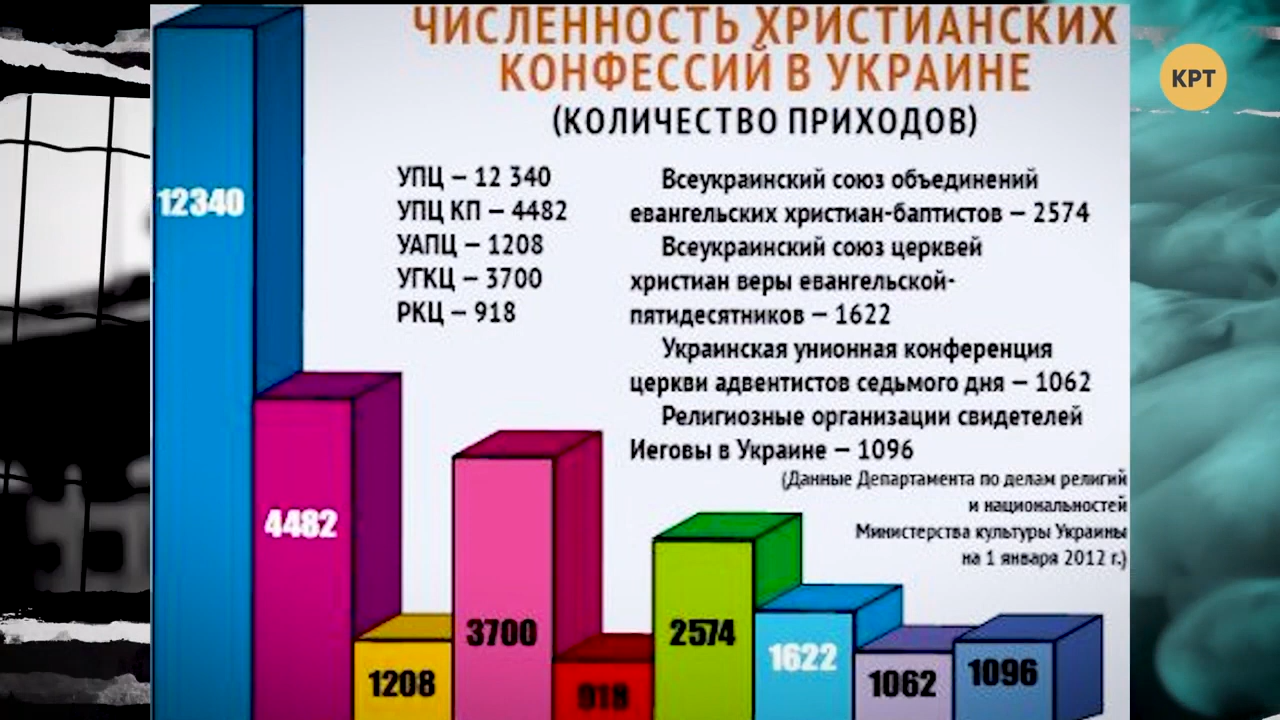 ЧИСЛЕННОСТЬ ХРИСТИАНСКИХ
КОНФЕССИЙ В УКРАИНЕ
(КОЛИЧЕСТВО ПРИХОДОВ)
КРТ
УПЦ – 12 340
УПЦ КП – 4482
УАПЦ – 1208
УГКЦ – 3700
РКЦ – 918
Всеукраинский союз объединений
евангельских христиан-баптистов – 2574
Всеукраинский союз церквей
христиан веры евангельской-
пятидесятников – 1622
Украинская унионная конференция
церкви адвентистов седьмого дня – 1062
Религиозные организации свидетелей
Иеговы в Украине – 1096
(Данные Департамента по делам религий
и национальностей
Министерства культуры Украины
на 1 января 2012 г.)
12340
4482
1208
3700
918
2574
1622
1062
1096